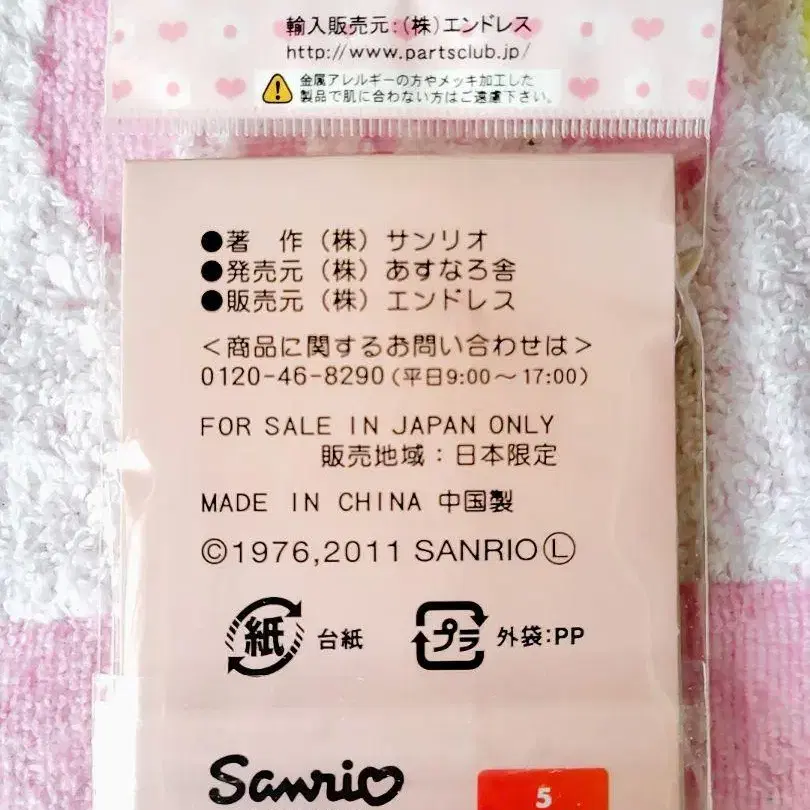 輸入販売元:(株)エンドレス
http://www.partsclub.jp/
金属アレルギーの方やメッキ加工した
製品で肌に合わない方はご遠慮下さい。
●著　作（株）サンリオ
●発売元（株）あすなろ舎
●販売元（株）エンドレス
＜商品に関するお問い合わせは＞
0120-46-8290(平日9:00～17:00)
FOR SALE IN JAPAN ONLY
販売地域：日本限定
MADE IN CHINA 中国製
©1976,2011 SANRIO Ⓛ
紙 台紙 プラ 外袋:PP
Sanrio 5